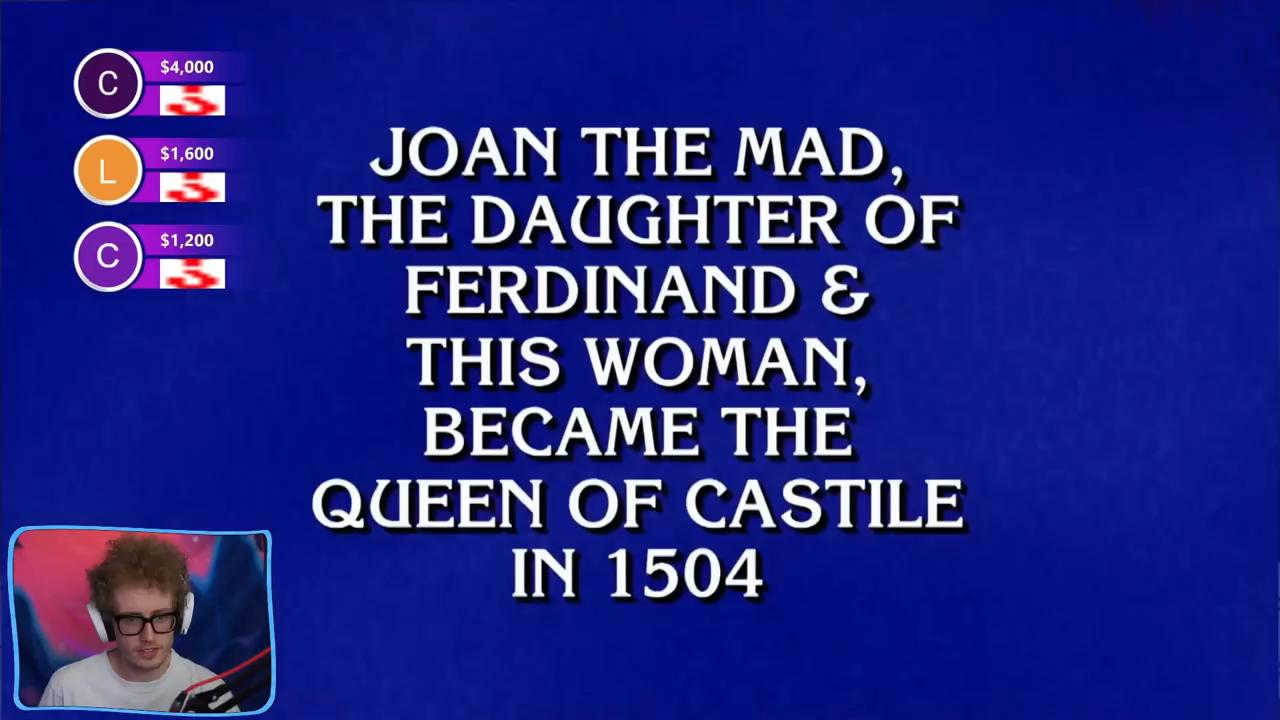 C $4,000
L $1,600
C $1,200
JOAN THE MAD,
THE DAUGHTER OF
FERDINAND &
THIS WOMAN,
BECAME THE
QUEEN OF CASTILE
IN 1504